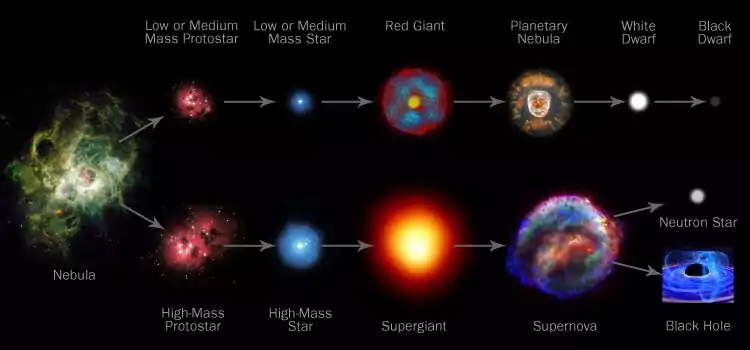 Low or Medium
Mass Protostar
Low or Medium
Mass Star
Red Giant
Planetary
Nebula
White
Dwarf
Black
Dwarf
Nebula
High-Mass
Protostar
High-Mass
Star
Supergiant
Supernova
Neutron Star
Black Hole